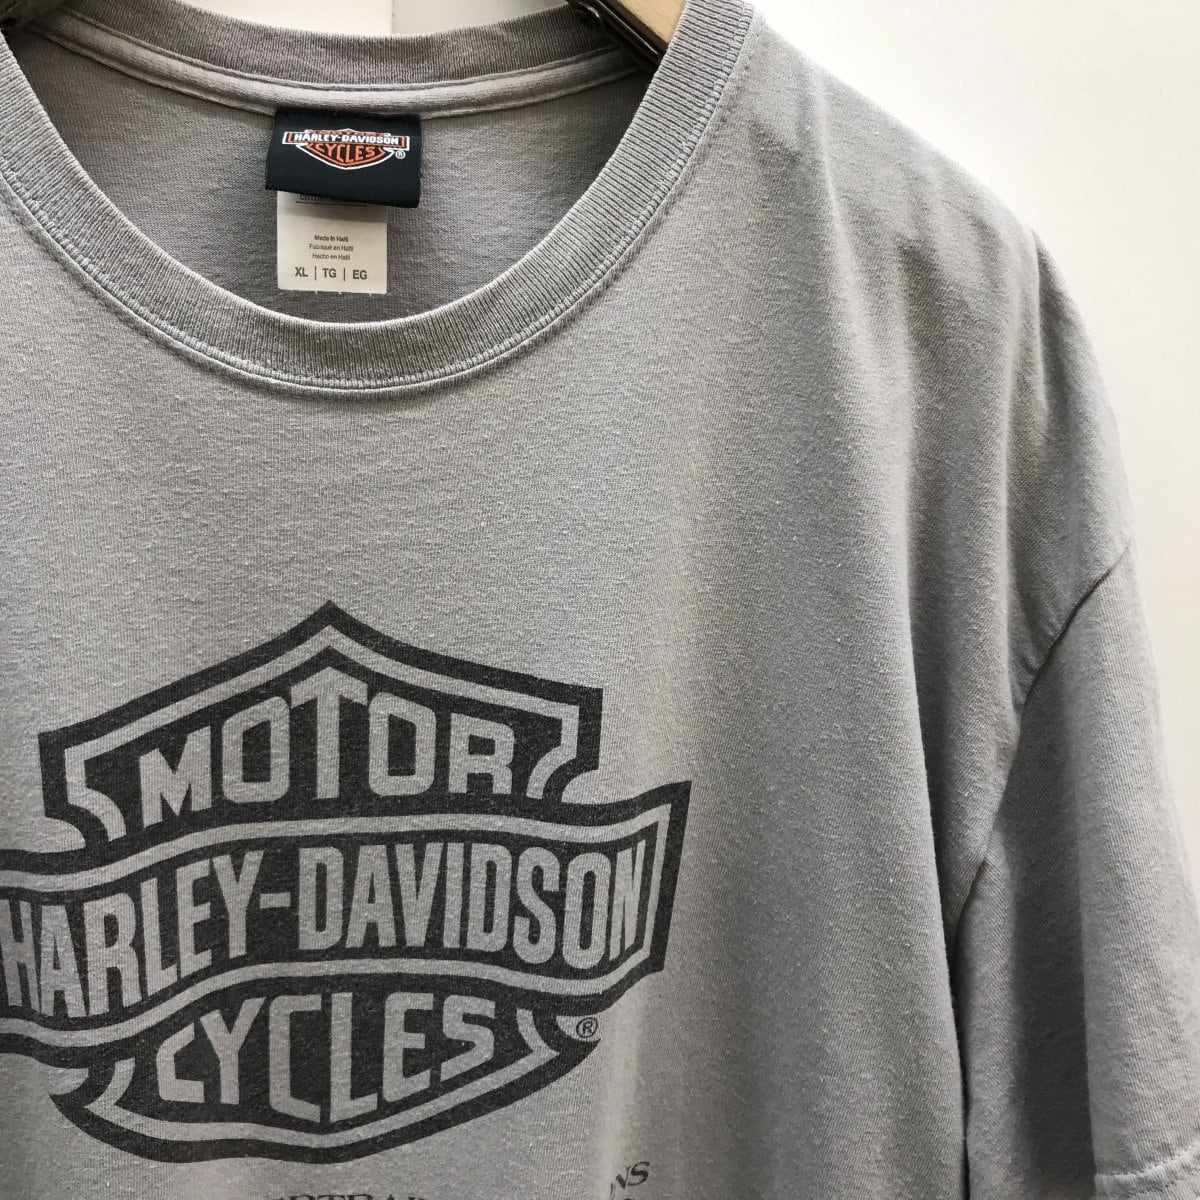 HARLEY-DAVIDSON
CYCLES ®
Made in Haiti
Fabriqué en Haïti
Hecho en Haití
XL | TG | EG
MOTOR
HARLEY-DAVIDSON
CYCLES ®